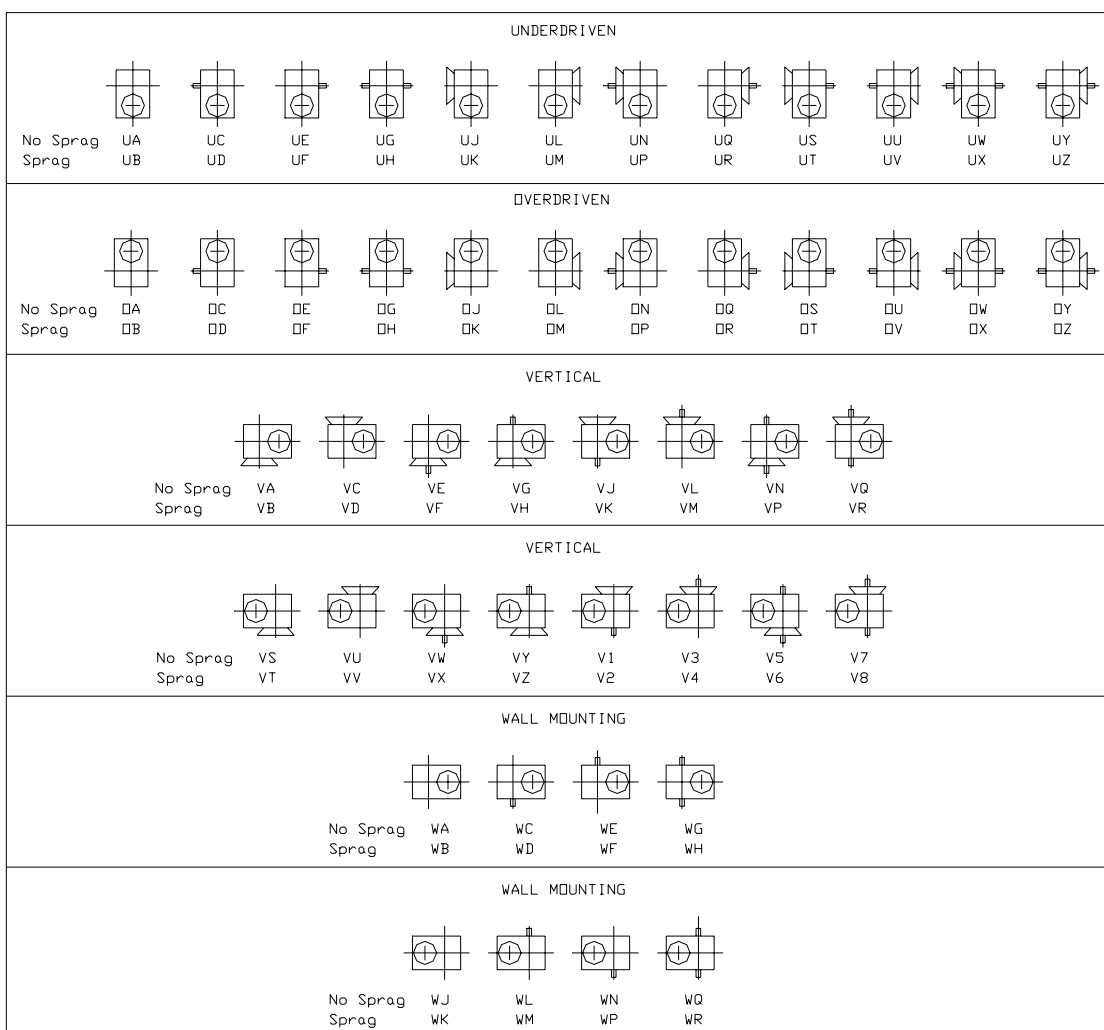 UNDERDRIVEN
No Sprag UA UC UE UG UJ UL UN UQ US UU UW UY
Sprag UB UD UF UH UK UM UP UR UT UV UX UZ
OVERDRIVEN
No Sprag OA OC OE OG OJ OL ON OQ OS OU OW OY
Sprag OB OD OF OH OK OM OP OR OT OV OX OZ
VERTICAL
No Sprag VA VC VE VG VJ VL VN VQ
Sprag VB VD VF VH VK VM VP VR
VERTICAL
No Sprag VS VU VW VY V1 V3 V5 V7
Sprag VT VV VX VZ V2 V4 V6 V8
WALL MOUNTING
No Sprag WA WC WE WG
Sprag WB WD WF WH
WALL MOUNTING
No Sprag WJ WL WN WQ
Sprag WK WM WP WR